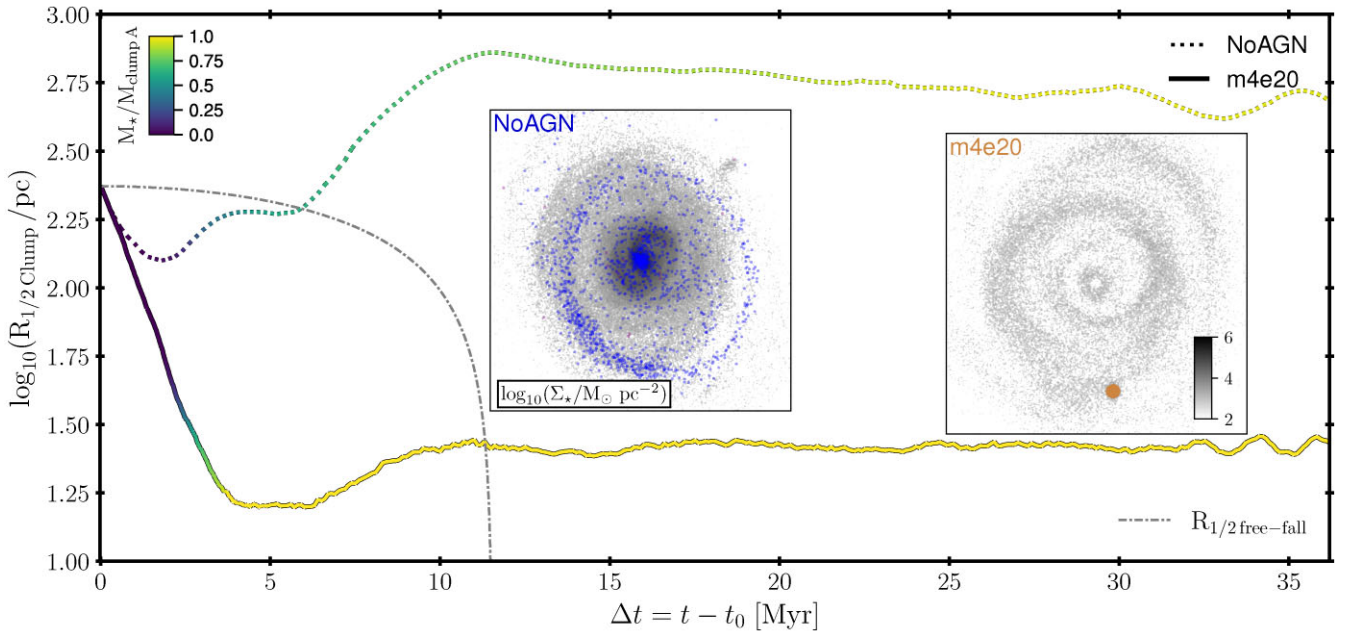 3.00
2.75
2.50
2.25
2.00
1.75
1.50
1.25
1.00
log₁₀(R₁/₂ Clump /pc)
M⋆/M_clump A
1.0
0.75
0.50
0.25
0.0
NoAGN
m4e20
NoAGN
log₁₀(Σ⋆/M⊙ pc⁻²)
m4e20
6
4
2
R₁/₂ free−fall
0 5 10 15 20 25 30 35
Δt = t − t₀ [Myr]